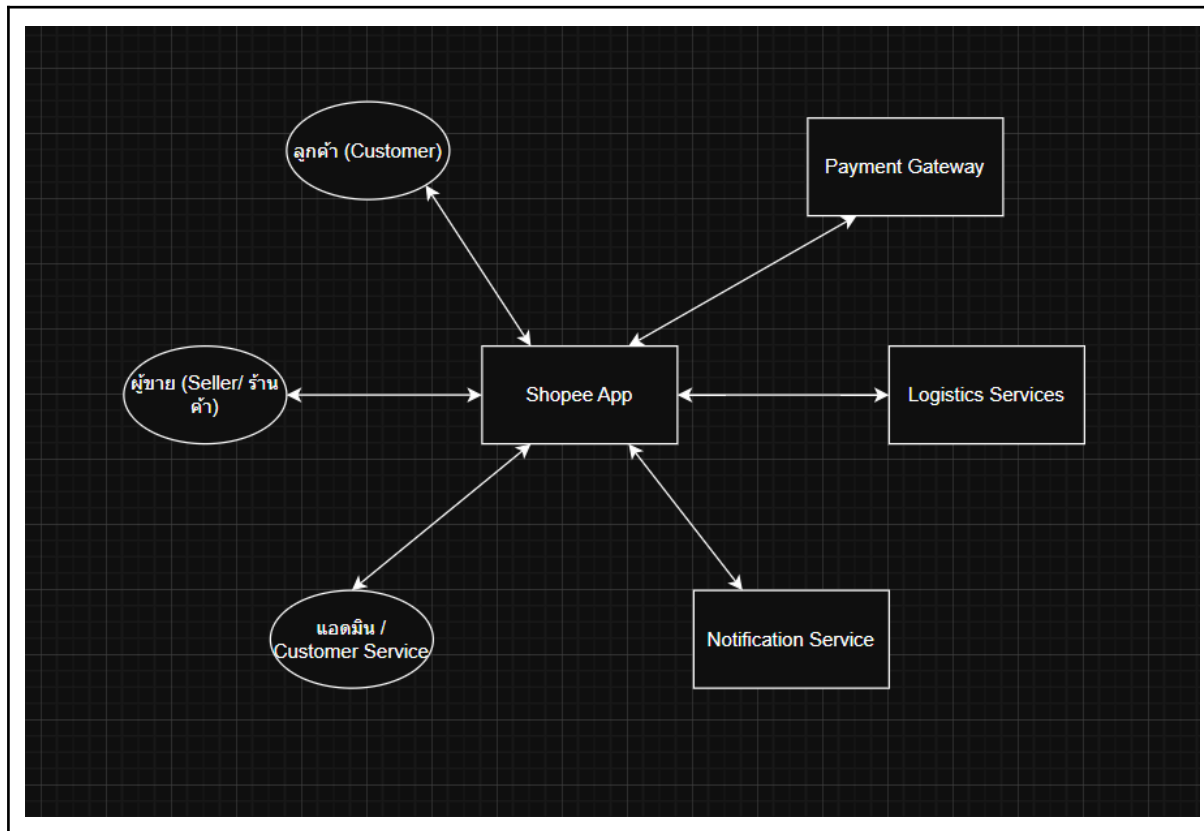 ลูกค้า (Customer)
Payment Gateway
ผู้ขาย (Seller/ ร้าน
ค้า)
Shopee App
Logistics Services
แอดมิน /
Customer Service
Notification Service